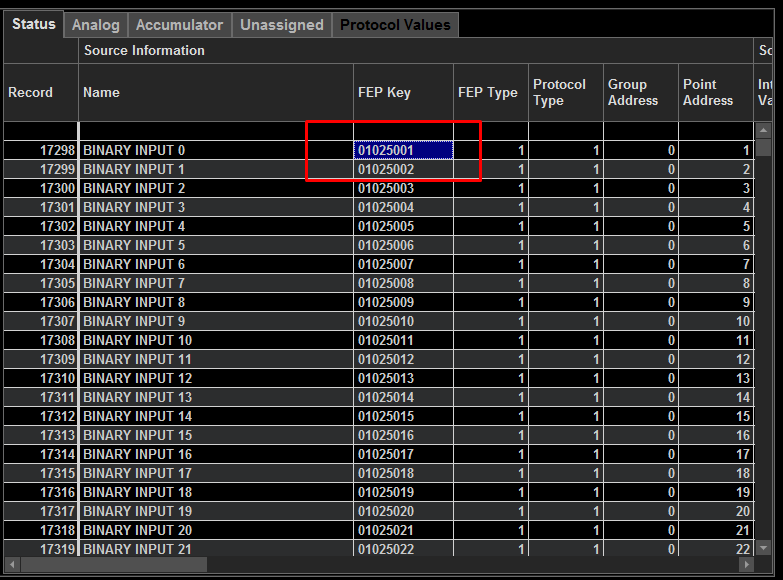 Status Analog Accumulator Unassigned Protocol Values
Source Information So
Record Name FEP Key FEP Type Protocol Type Group Address Point Address Int Va
17298 BINARY INPUT 0 01025001 1 1 0 1
17299 BINARY INPUT 1 01025002 1 1 0 2
17300 BINARY INPUT 2 01025003 1 1 0 3
17301 BINARY INPUT 3 01025004 1 1 0 4
17302 BINARY INPUT 4 01025005 1 1 0 5
17303 BINARY INPUT 5 01025006 1 1 0 6
17304 BINARY INPUT 6 01025007 1 1 0 7
17305 BINARY INPUT 7 01025008 1 1 0 8
17306 BINARY INPUT 8 01025009 1 1 0 9
17307 BINARY INPUT 9 01025010 1 1 0 10
17308 BINARY INPUT 10 01025011 1 1 0 11
17309 BINARY INPUT 11 01025012 1 1 0 12
17310 BINARY INPUT 12 01025013 1 1 0 13
17311 BINARY INPUT 13 01025014 1 1 0 14
17312 BINARY INPUT 14 01025015 1 1 0 15
17313 BINARY INPUT 15 01025016 1 1 0 16
17314 BINARY INPUT 16 01025017 1 1 0 17
17315 BINARY INPUT 17 01025018 1 1 0 18
17316 BINARY INPUT 18 01025019 1 1 0 19
17317 BINARY INPUT 19 01025020 1 1 0 20
17318 BINARY INPUT 20 01025021 1 1 0 21
17319 BINARY INPUT 21 01025022 1 1 0 22